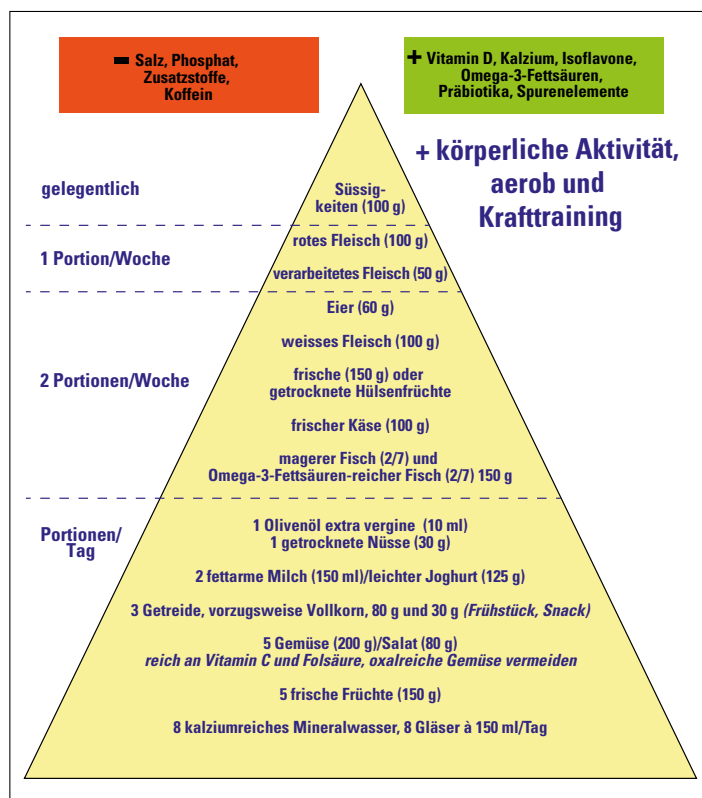 – Salz, Phosphat,
Zusatzstoffe,
Koffein
+ Vitamin D, Kalzium, Isoflavone,
Omega-3-Fettsäuren,
Präbiotika, Spurenelemente
+ körperliche Aktivität,
aerob und
Krafttraining
gelegentlich
Süssig-
keiten (100 g)
1 Portion/Woche
rotes Fleisch (100 g)
verarbeitetes Fleisch (50 g)
2 Portionen/Woche
Eier (60 g)
weisses Fleisch (100 g)
frische (150 g) oder
getrocknete Hülsenfrüchte
frischer Käse (100 g)
magerer Fisch (2/7) und
Omega-3-Fettsäuren-reicher Fisch (2/7) 150 g
Portionen/
Tag
1 Olivenöl extra vergine (10 ml)
1 getrocknete Nüsse (30 g)
2 fettarme Milch (150 ml)/leichter Joghurt (125 g)
3 Getreide, vorzugsweise Vollkorn, 80 g und 30 g (Frühstück, Snack)
5 Gemüse (200 g)/Salat (80 g)
reich an Vitamin C und Folsäure, oxalreiche Gemüse vermeiden
5 frische Früchte (150 g)
8 kalziumreiches Mineralwasser, 8 Gläser à 150 ml/Tag